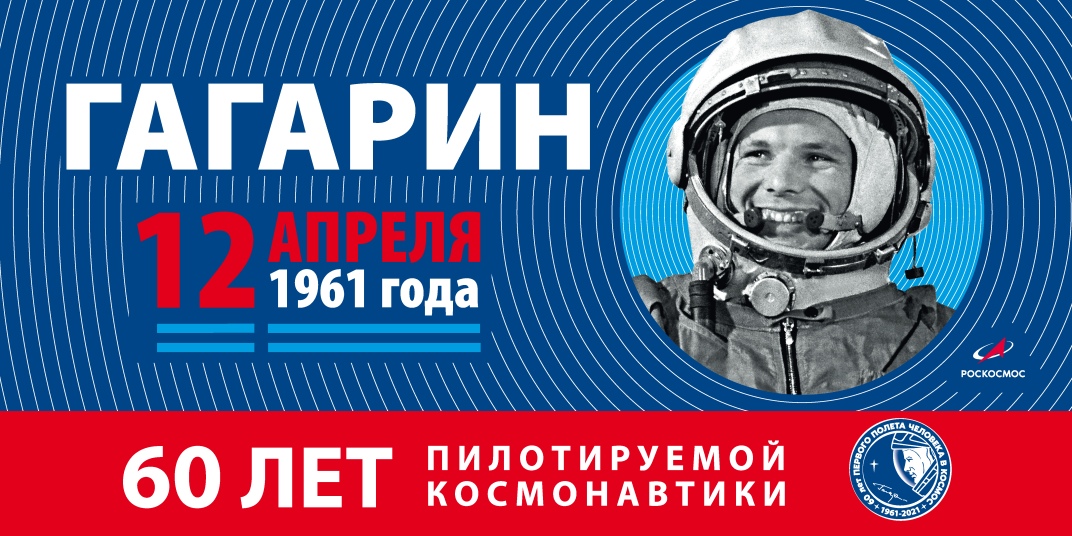 ГАГАРИН
12 АПРЕЛЯ
1961 года
РОСКОСМОС
60 ЛЕТ
ПИЛОТИРУЕМОЙ
КОСМОНАВТИКИ
60 лет ПЕРВОГО ПОЛЕТА ЧЕЛОВЕКА В КОСМОС
1961-2021